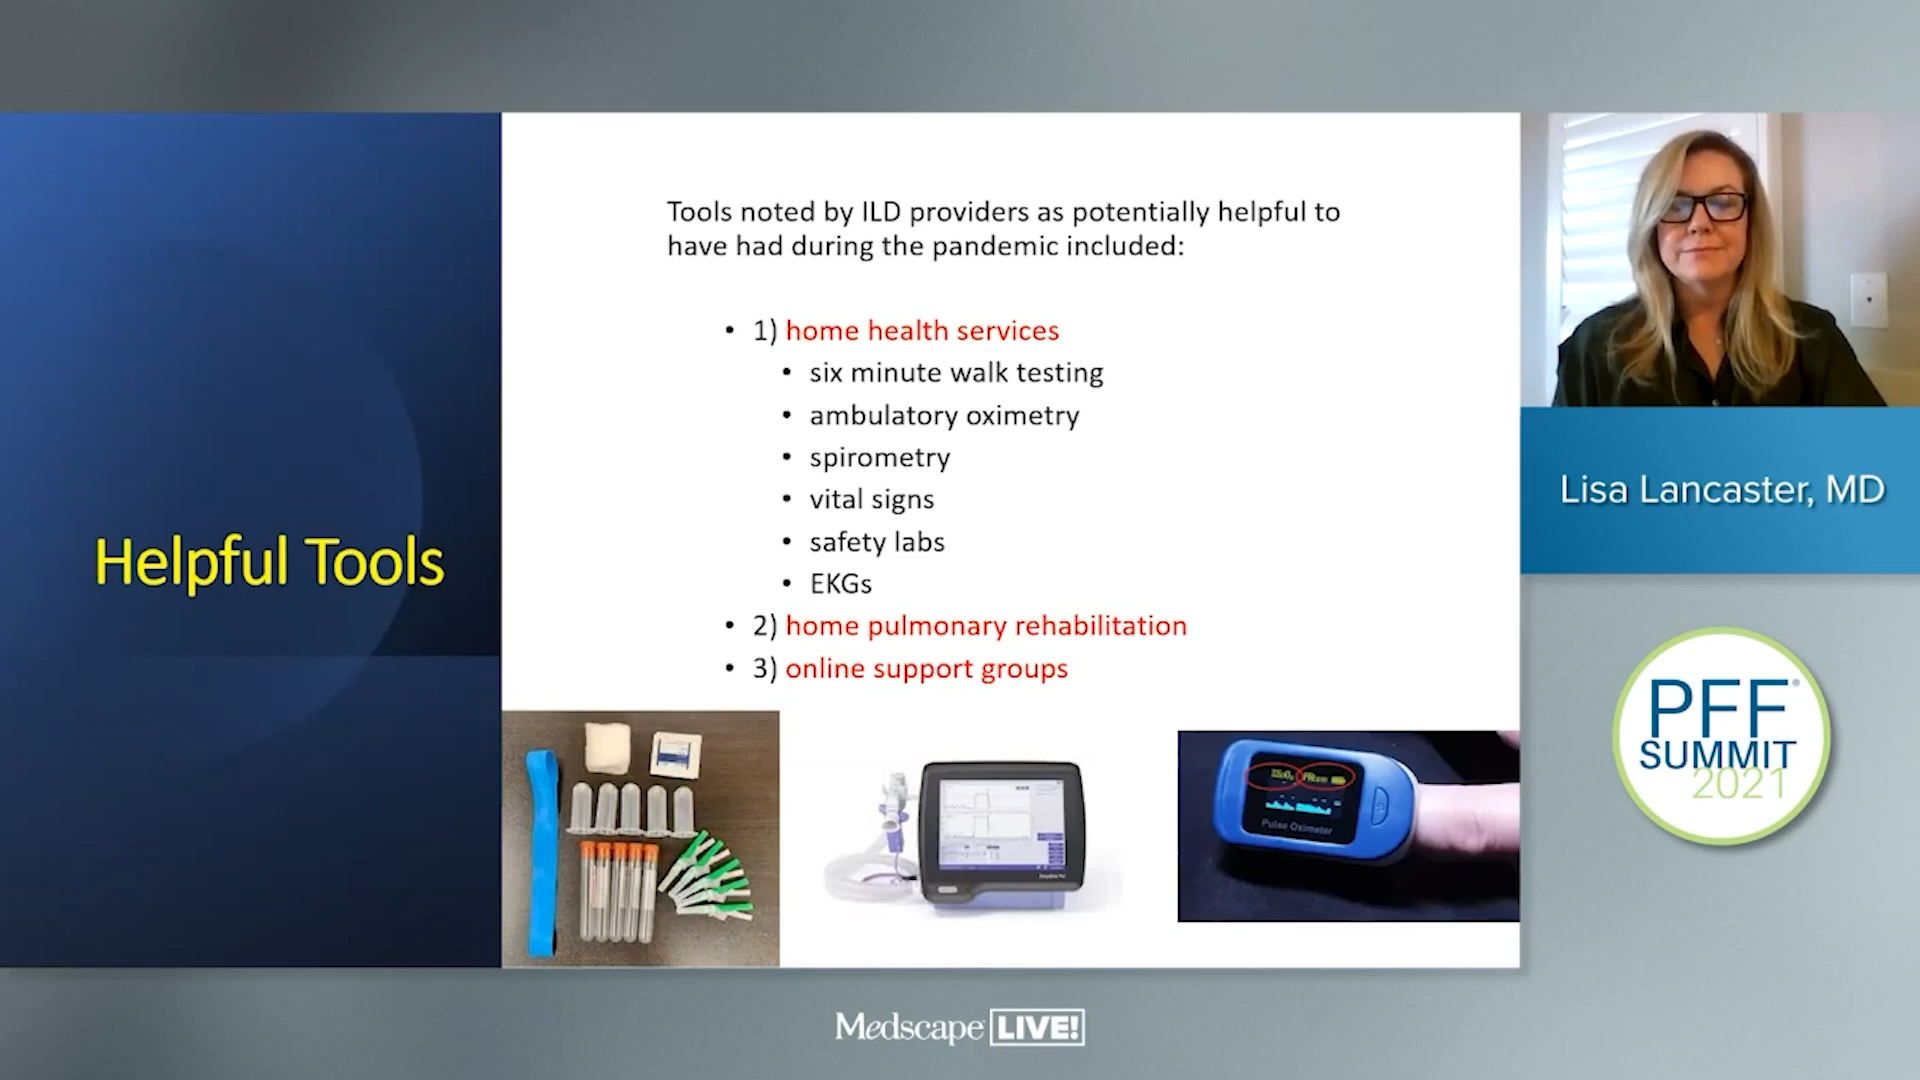 Tools noted by ILD providers as potentially helpful to
have had during the pandemic included:
• 1) home health services
• six minute walk testing
• ambulatory oximetry
• spirometry
• vital signs
• safety labs
• EKGs
• 2) home pulmonary rehabilitation
• 3) online support groups
Helpful Tools
Pulse Oximeter
Lisa Lancaster, MD
PFF®
SUMMIT
2021
Medscape LIVE!